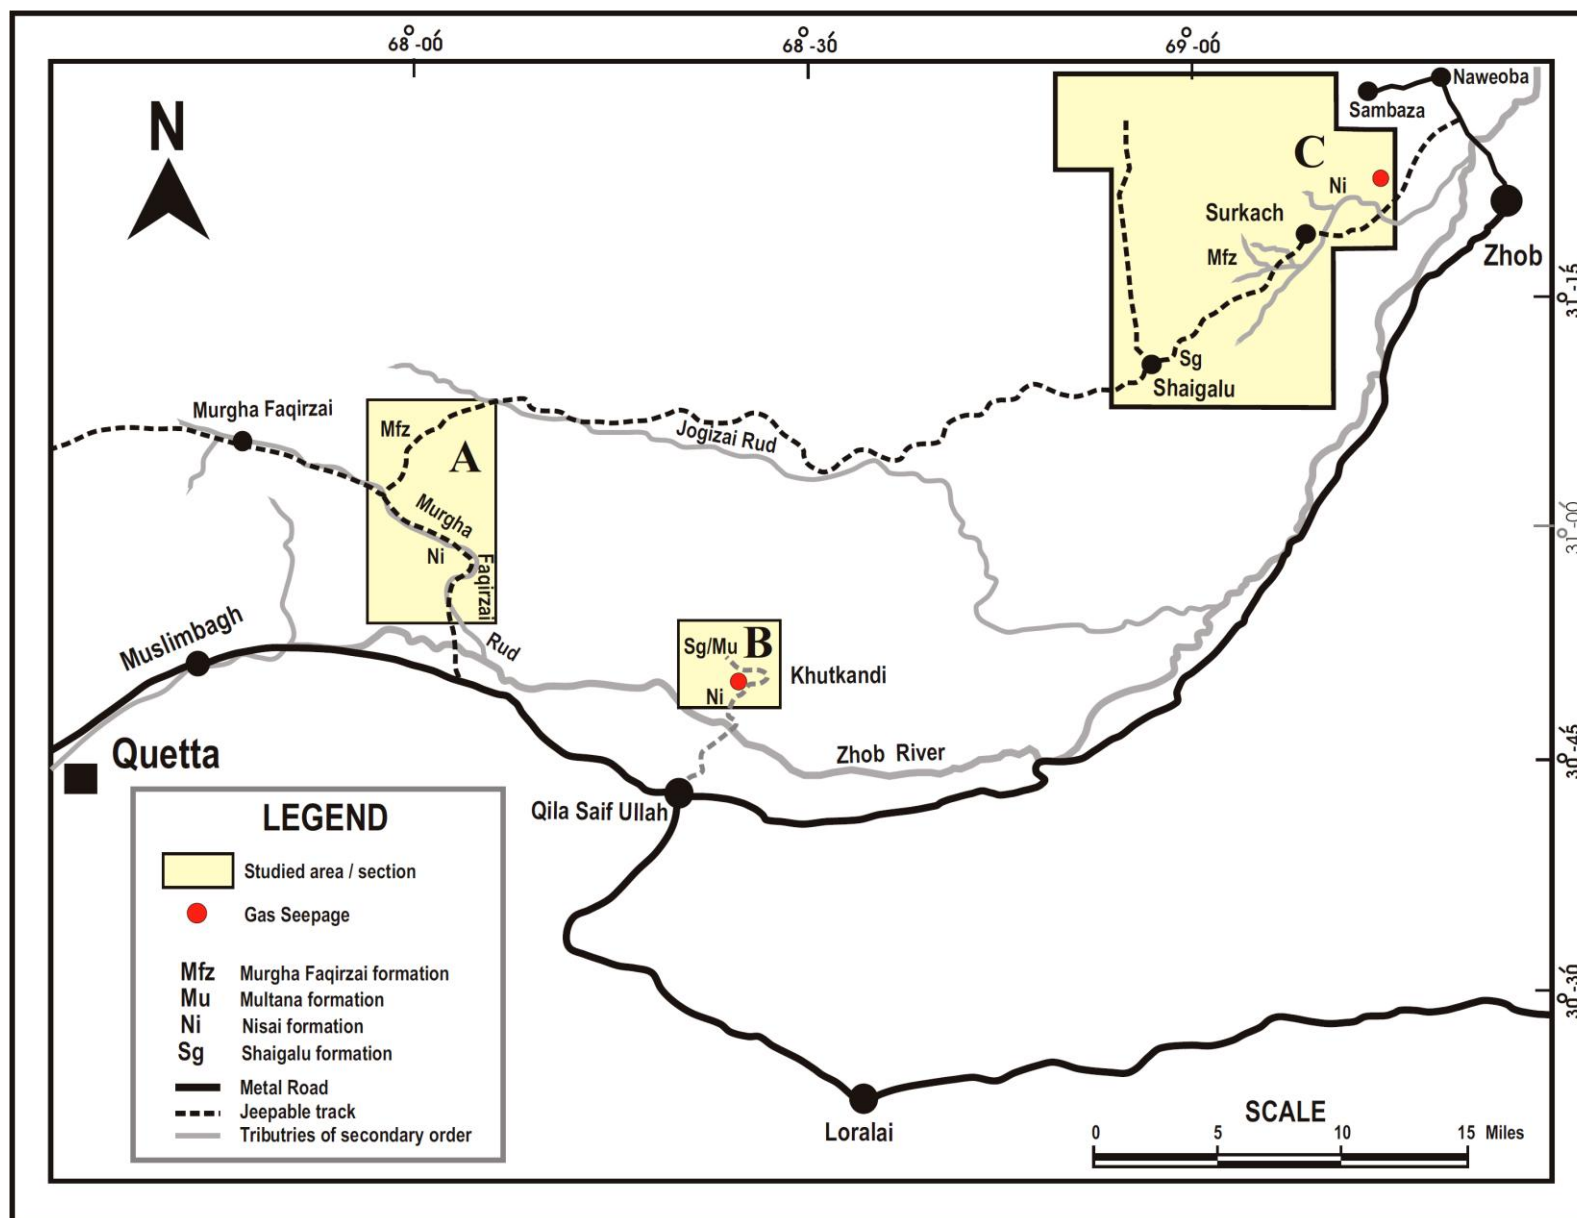 68°-00'
68°-30'
69°-00'
N
Naweoba
Sambaza
C
Ni
Surkach
Mfz
Zhob
31°-15'
Sg
Shaigalu
Murgha Faqirzai
Mfz
A
Jogizai Rud
Murgha
Faqirzai
Rud
Ni
31°-00'
Muslimbagh
Sg/Mu
B
Khutkandi
Ni
Quetta
Zhob River
30°-45'
Qila Saif Ullah
LEGEND
Studied area / section
Gas Seepage
Mfz Murgha Faqirzai formation
Mu Multana formation
Ni Nisai formation
Sg Shaigalu formation
Metal Road
Jeepable track
Tributries of secondary order
30°-30'
Loralai
SCALE
0 5 10 15 Miles